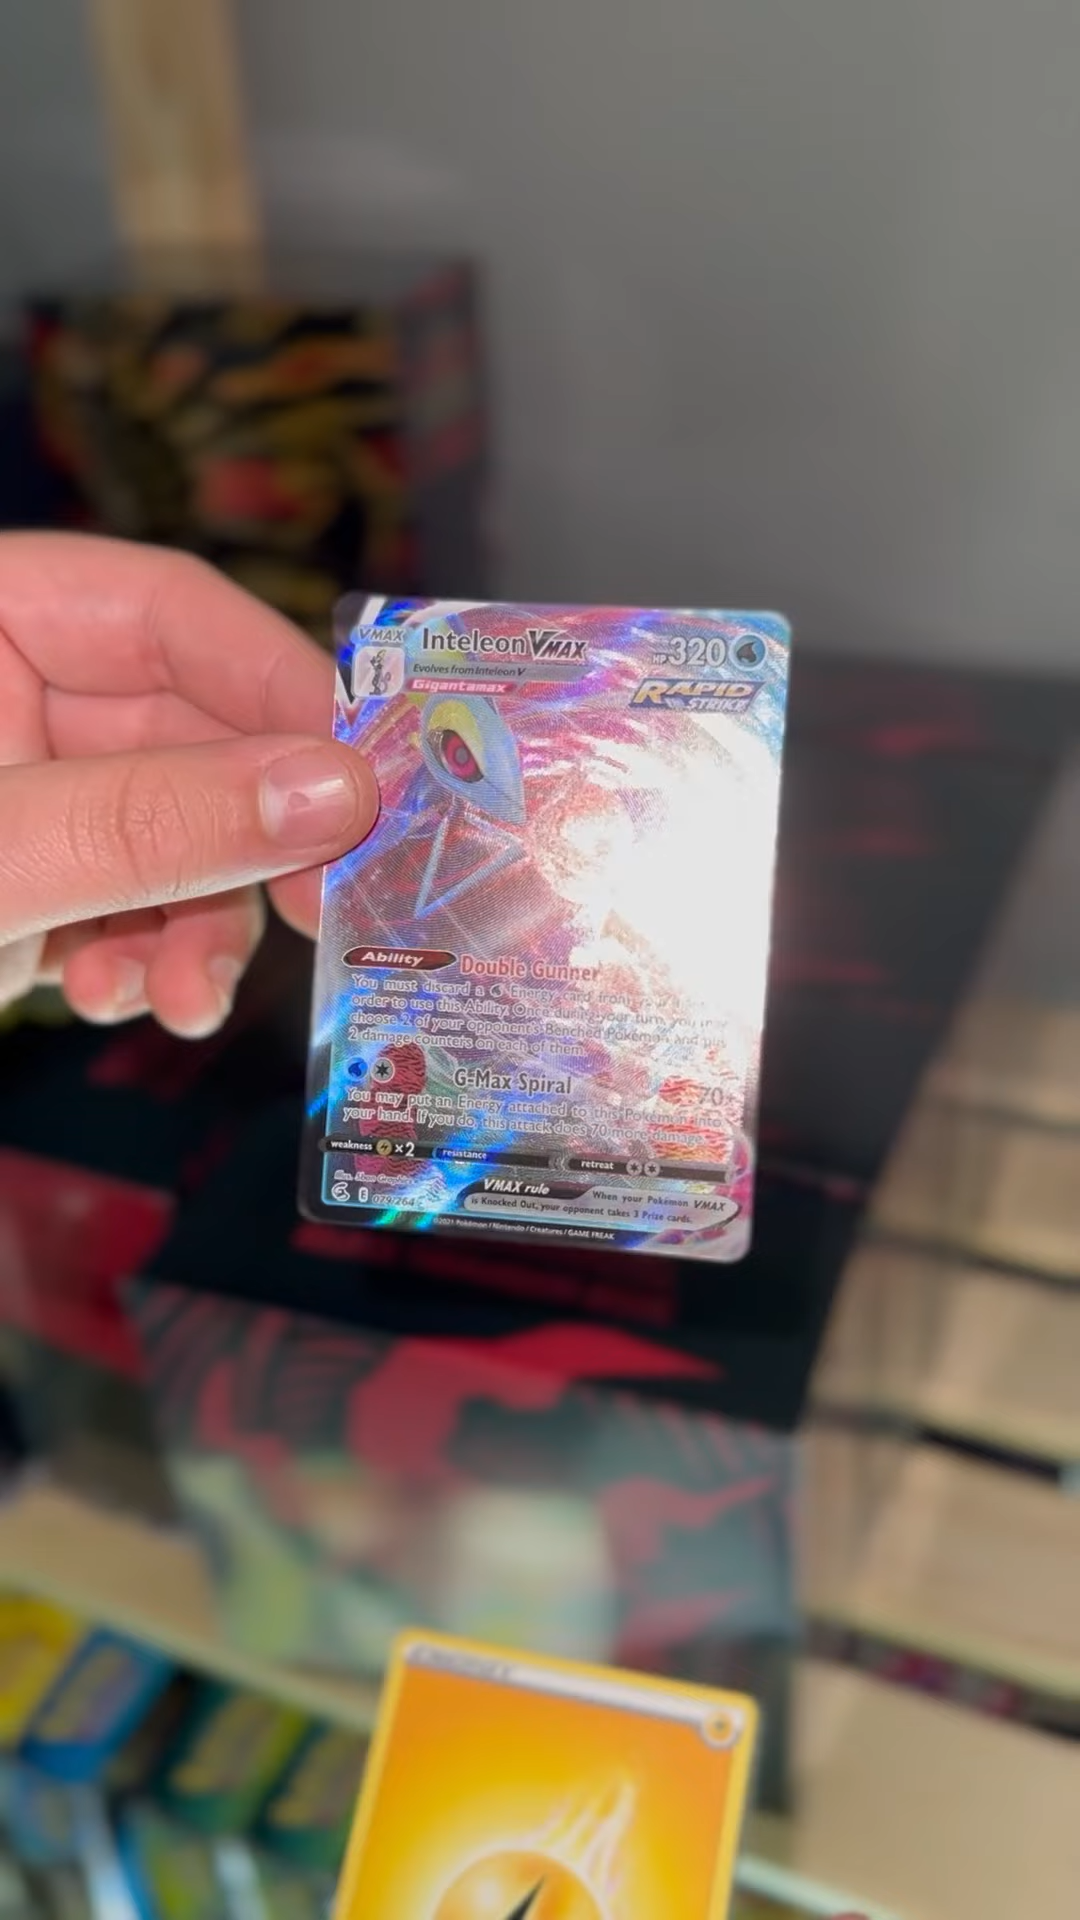 VMAX
Inteleon VMAX
HP 320
Evolves from Inteleon V
Gigantamax
RAPID
STRIKE
Ability Double Gunner
You must discard a Energy card from
order to use this Ability. Once during your turn, you may
choose 2 of your opponent's Benched Pokémon and put
2 damage counters on each of them.
G-Max Spiral 70
You may put an Energy attached to this Pokémon into
your hand. If you do, this attack does 70 more damage.
weakness x2 resistance retreat
Illus.
E 079/264
VMAX rule When your Pokémon VMAX
is Knocked Out, your opponent takes 3 Prize cards.
©2021 Pokémon / Nintendo / Creatures / GAME FREAK